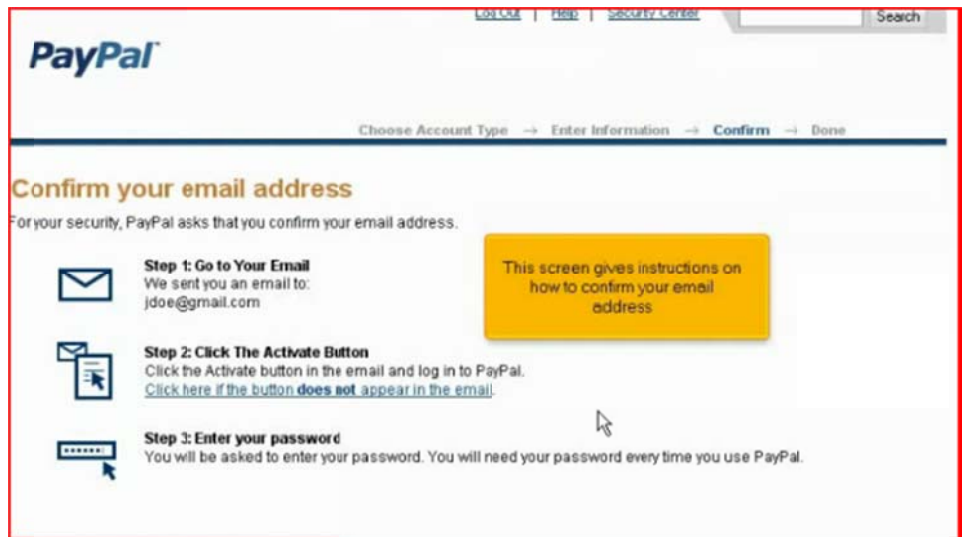 Log Out | Help | Security Center Search
PayPal
Choose Account Type → Enter Information → Confirm → Done
Confirm your email address
For your security, PayPal asks that you confirm your email address.
Step 1: Go to Your Email
We sent you an email to:
jdoe@gmail.com
This screen gives instructions on
how to confirm your email
address
Step 2: Click The Activate Button
Click the Activate button in the email and log in to PayPal.
Click here if the button does not appear in the email.
Step 3: Enter your password
You will be asked to enter your password. You will need your password every time you use PayPal.